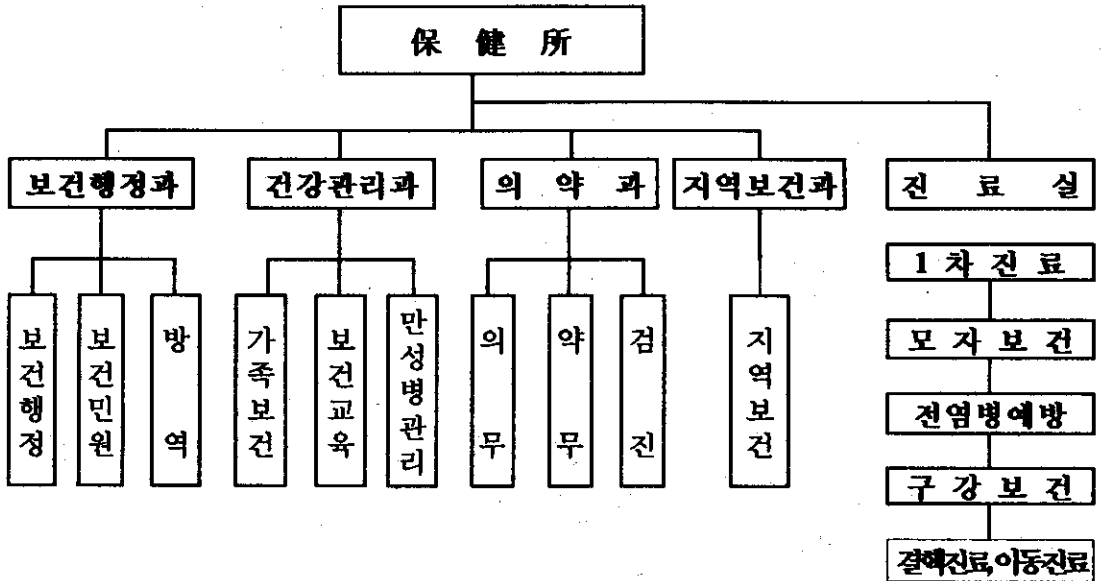 保健所
보건행정과
건강관리과
의약과
지역보건과
진료실
보건행정
보건민원
방역
가족보건
보건교육
만성병관리
의무
약무
검진
지역보건
1차진료
모자보건
전염병예방
구강보건
결핵진료,이동진료